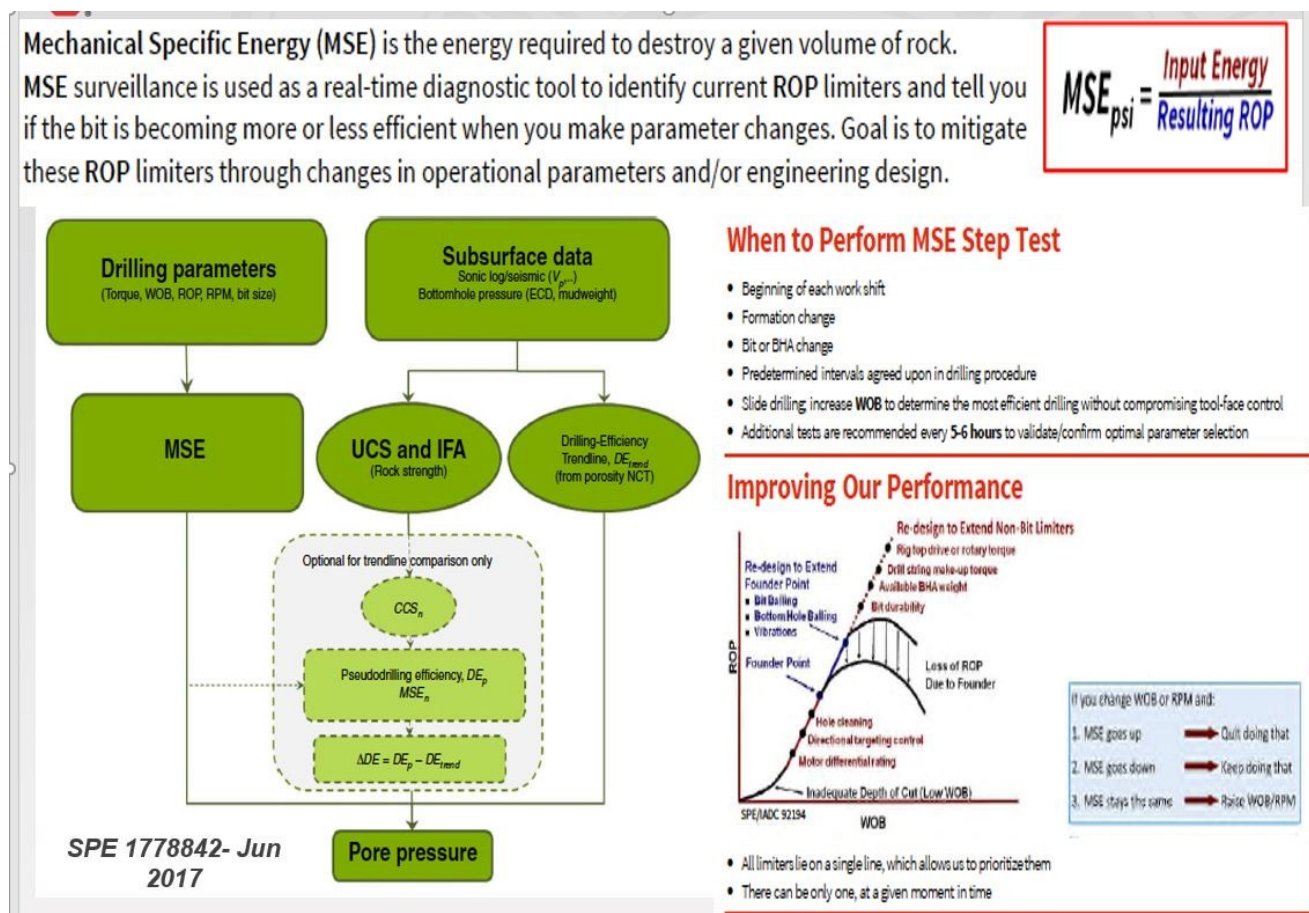 Mechanical Specific Energy (MSE) is the energy required to destroy a given volume of rock.
MSE surveillance is used as a real-time diagnostic tool to identify current ROP limiters and tell you
if the bit is becoming more or less efficient when you make parameter changes. Goal is to mitigate
these ROP limiters through changes in operational parameters and/or engineering design.
MSEpsi = Input Energy
Resulting ROP
Drilling parameters
(Torque, WOB, ROP, RPM, bit size)
Subsurface data
Sonic log/seismic (Vp,..)
Bottomhole pressure (ECD, mudweight)
MSE
UCS and IFA
(Rock strength)
Drilling-Efficiency
Trendline, DEtrend
(from porosity NCT)
Optional for trendline comparison only
CCSn
Pseudodrilling efficiency, DEp
MSEn
ΔDE = DEp – DEtrend
Pore pressure
SPE 1778842- Jun
2017
When to Perform MSE Step Test
• Beginning of each work shift
• Formation change
• Bit or BHA change
• Predetermined intervals agreed upon in drilling procedure
• Slide drilling; increase WOB to determine the most efficient drilling without compromising tool-face control
• Additional tests are recommended every 5-6 hours to validate/confirm optimal parameter selection
Improving Our Performance
Re-design to Extend Non-Bit Limiters
Rig top drive or rotary torque
Drill string make-up torque
Available BHA weight
Bit durability
Re-design to Extend
Founder Point
▪ Bit Balling
▪ Bottom Hole Balling
▪ Vibrations
Founder Point
Loss of ROP
Due to Founder
Hole cleaning
Directional targeting control
Motor differential rating
Inadequate Depth of Cut (Low WOB)
ROP
SPE/IADC 92194
WOB
If you change WOB or RPM and:
1. MSE goes up Quit doing that
2. MSE goes down Keep doing that
3. MSE stays the same Raise WOB/RPM
• All limiters lie on a single line, which allows us to prioritize them
• There can be only one, at a given moment in time